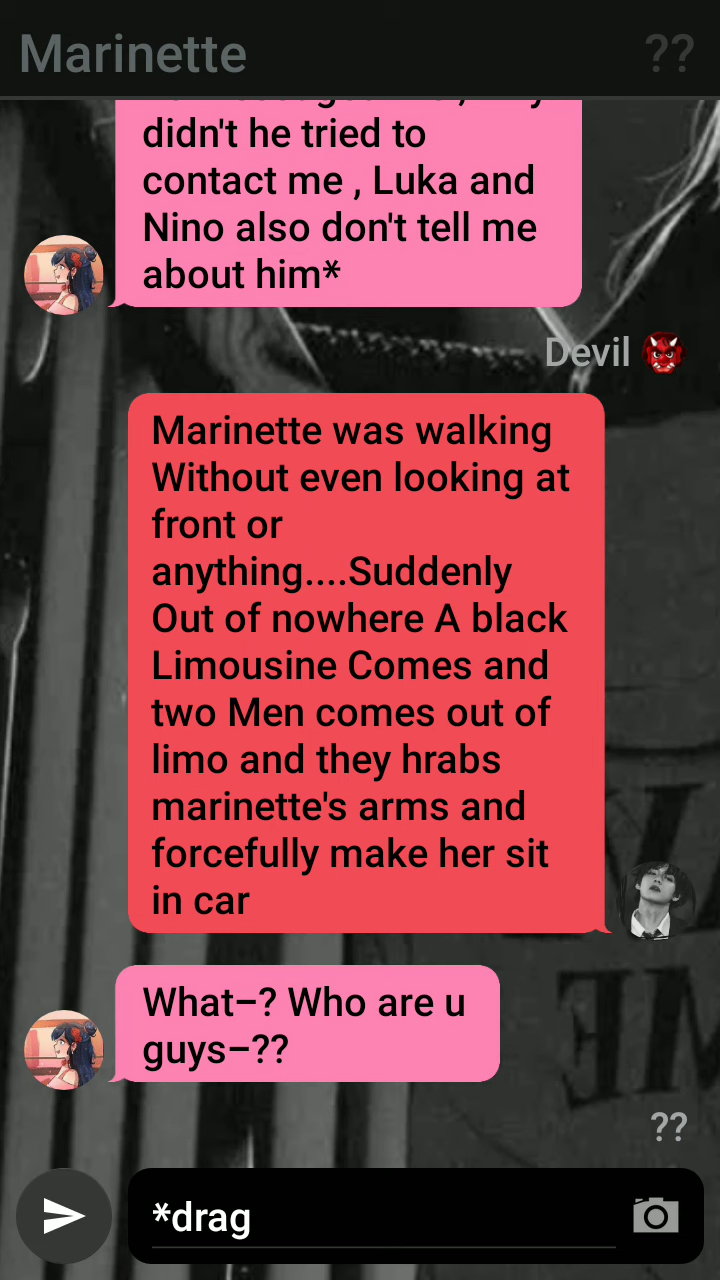 Marinette
??
didn't he tried to
contact me , Luka and
Nino also don't tell me
about him*
Devil 👹
Marinette was walking
Without even looking at
front or
anything....Suddenly
Out of nowhere A black
Limousine Comes and
two Men comes out of
limo and they hrabs
marinette's arms and
forcefully make her sit
in car
What–? Who are u
guys–??
??
*drag